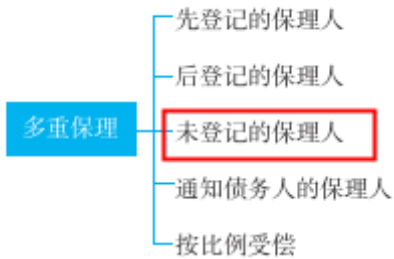 先登记的保理人
后登记的保理人
多重保理
未登记的保理人
通知债务人的保理人
按比例受偿